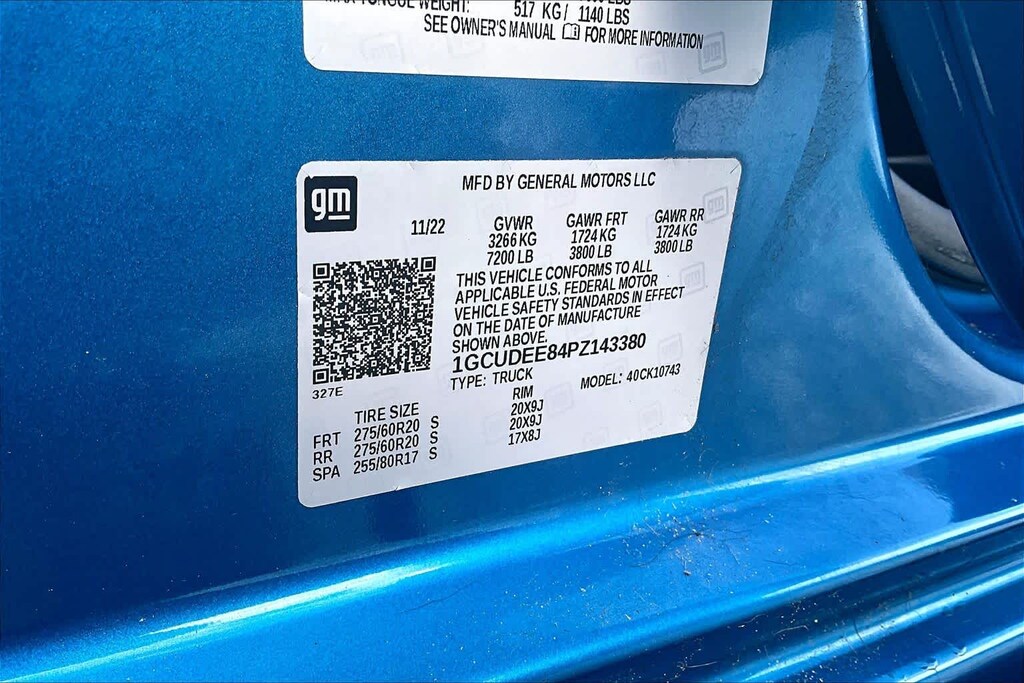 MAX TONGUE WEIGHT: 517 KG / 1140 LBS
SEE OWNER'S MANUAL FOR MORE INFORMATION
gm
MFD BY GENERAL MOTORS LLC
11/22 GVWR GAWR FRT GAWR RR
3266 KG 1724 KG 1724 KG
7200 LB 3800 LB 3800 LB
THIS VEHICLE CONFORMS TO ALL
APPLICABLE U.S. FEDERAL MOTOR
VEHICLE SAFETY STANDARDS IN EFFECT
ON THE DATE OF MANUFACTURE
SHOWN ABOVE.
1GCUDEE84PZ143380
TYPE: TRUCK MODEL: 40CK10743
327E
TIRE SIZE RIM
FRT 275/60R20 S 20X9J
RR 275/60R20 S 20X9J
SPA 255/80R17 S 17X8J